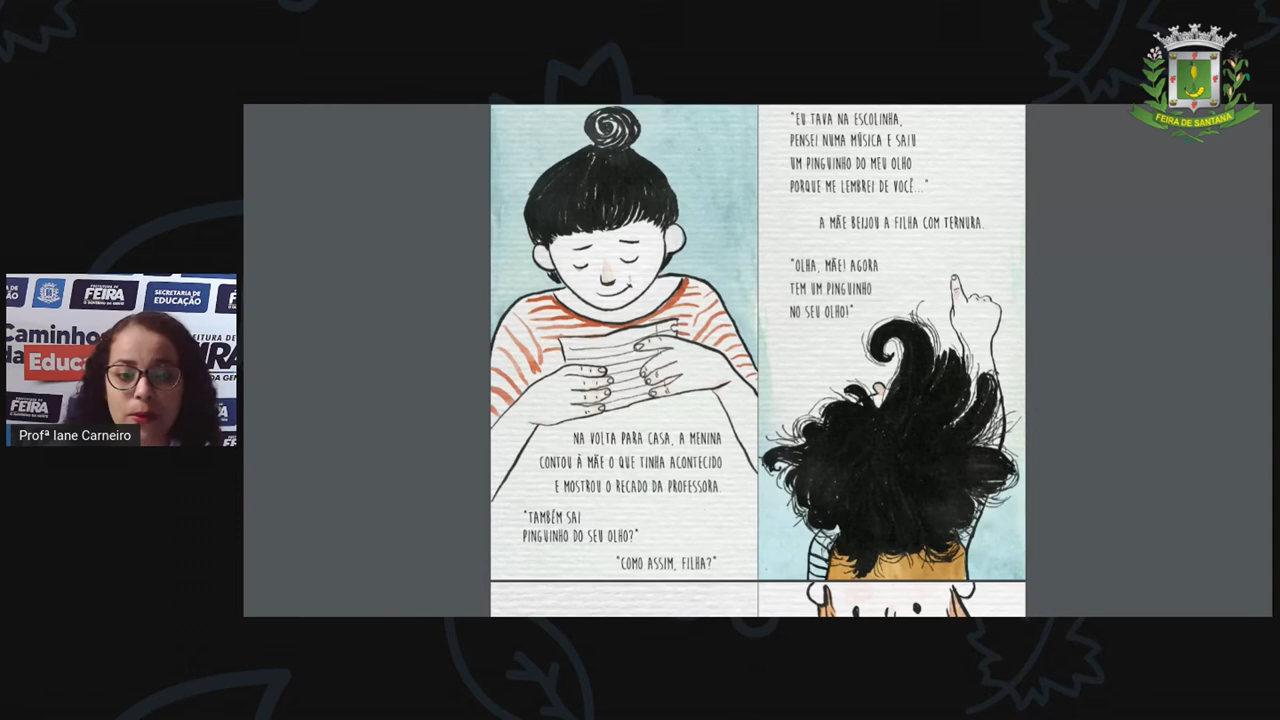 FEIRA DE SANTANA
"EU TAVA NA ESCOLINHA,
PENSEI NUMA MÚSICA E SAIU
UM PINGUINHO DO MEU OLHO
PORQUE ME LEMBREI DE VOCÊ..."
A MÃE BEIJOU A FILHA COM TERNURA.
"OLHA, MÃE! AGORA
TEM UM PINGUINHO
NO SEU OLHO!"
NA VOLTA PARA CASA, A MENINA
CONTOU À MÃE O QUE TINHA ACONTECIDO
E MOSTROU O RECADO DA PROFESSORA.
"TAMBÉM SAI
PINGUINHO DO SEU OLHO?"
"COMO ASSIM, FILHA?"
FEIRA
SECRETARIA DE
EDUCAÇÃO
Caminho
da Educa
FEIRA
Profª Iane Carneiro